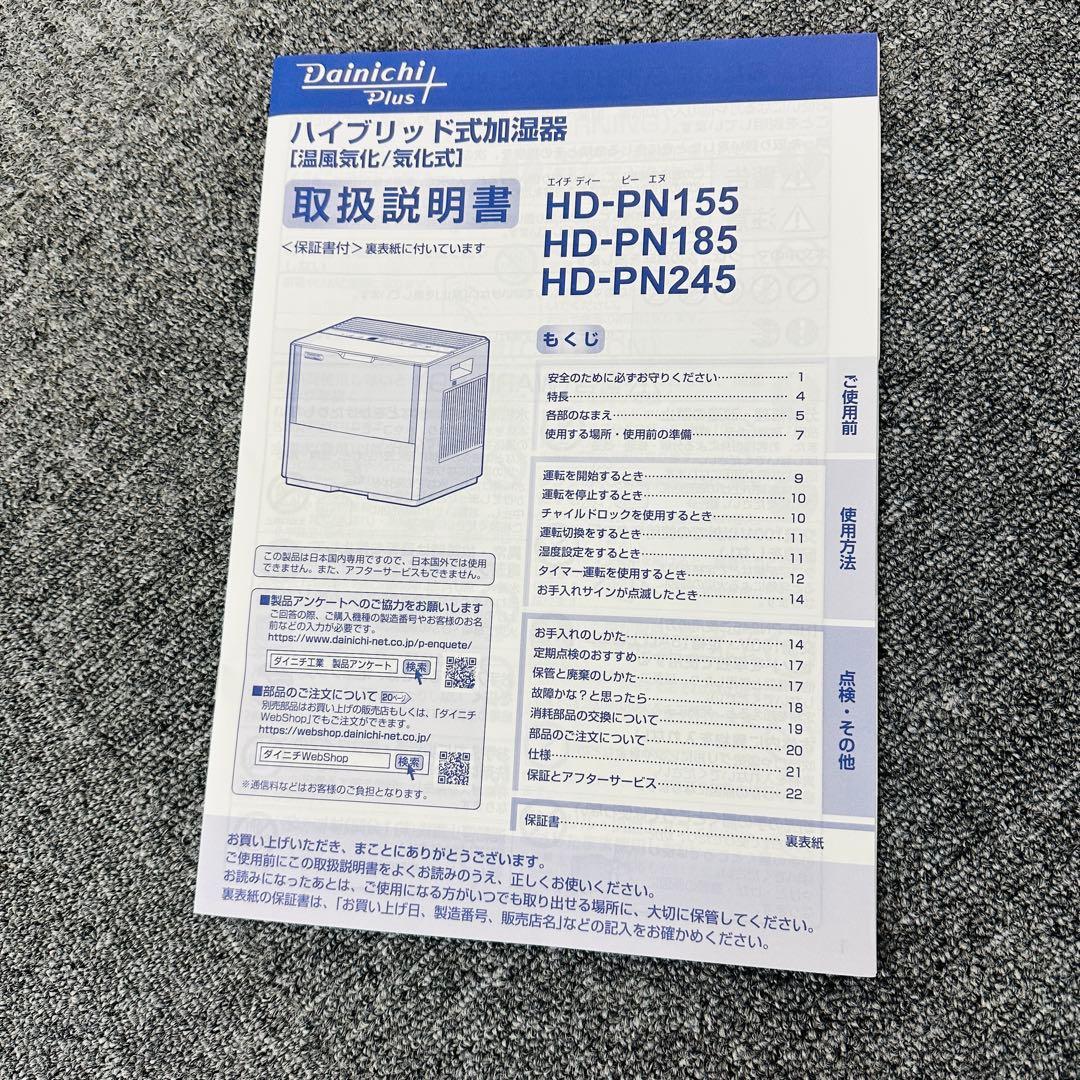 Dainichi
Plus
ハイブリッド式加湿器
[温風気化/気化式]
取扱説明書
<保証書付>裏表紙に付いています
エイチ ディー ピー エヌ
HD-PN155
HD-PN185
HD-PN245
もくじ
安全のために必ずお守りください………………1
特長………………4
各部のなまえ………………5
使用する場所・使用前の準備………………7
ご使用前
運転を開始するとき………………9
運転を停止するとき………………10
チャイルドロックを使用するとき………………10
運転切換をするとき………………11
湿度設定をするとき………………11
タイマー運転を使用するとき………………12
お手入れサインが点滅したとき………………14
使用方法
お手入れのしかた………………14
定期点検のおすすめ………………17
保管と廃棄のしかた………………17
故障かな？と思ったら………………18
消耗部品の交換について………………19
部品のご注文について………………20
仕様………………21
保証とアフターサービス………………22
点検・その他
保証書………………裏表紙
この製品は日本国内専用ですので、日本国外では使用
できません。また、アフターサービスもできません。
■製品アンケートへのご協力をお願いします
ご回答の際、ご購入機種の製造番号やお客様のお名
前などの入力が必要です。
https://www.dainichi-net.co.jp/p-enquete/
ダイニチ工業 製品アンケート 検索
■部品のご注文について 20ページ
別売部品はお買い上げの販売店もしくは、「ダイニチ
WebShop」でもご注文ができます。
https://webshop.dainichi-net.co.jp/
ダイニチWebShop 検索
※通信料などはお客様のご負担となります。
お買い上げいただき、まことにありがとうございます。
ご使用前にこの取扱説明書をよくお読みのうえ、正しくお使いください。
お読みになったあとは、ご使用になる方がいつでも取り出せる場所に、大切に保管してください。
裏表紙の保証書は、「お買い上げ日、製造番号、販売店名」などの記入をお確かめください。